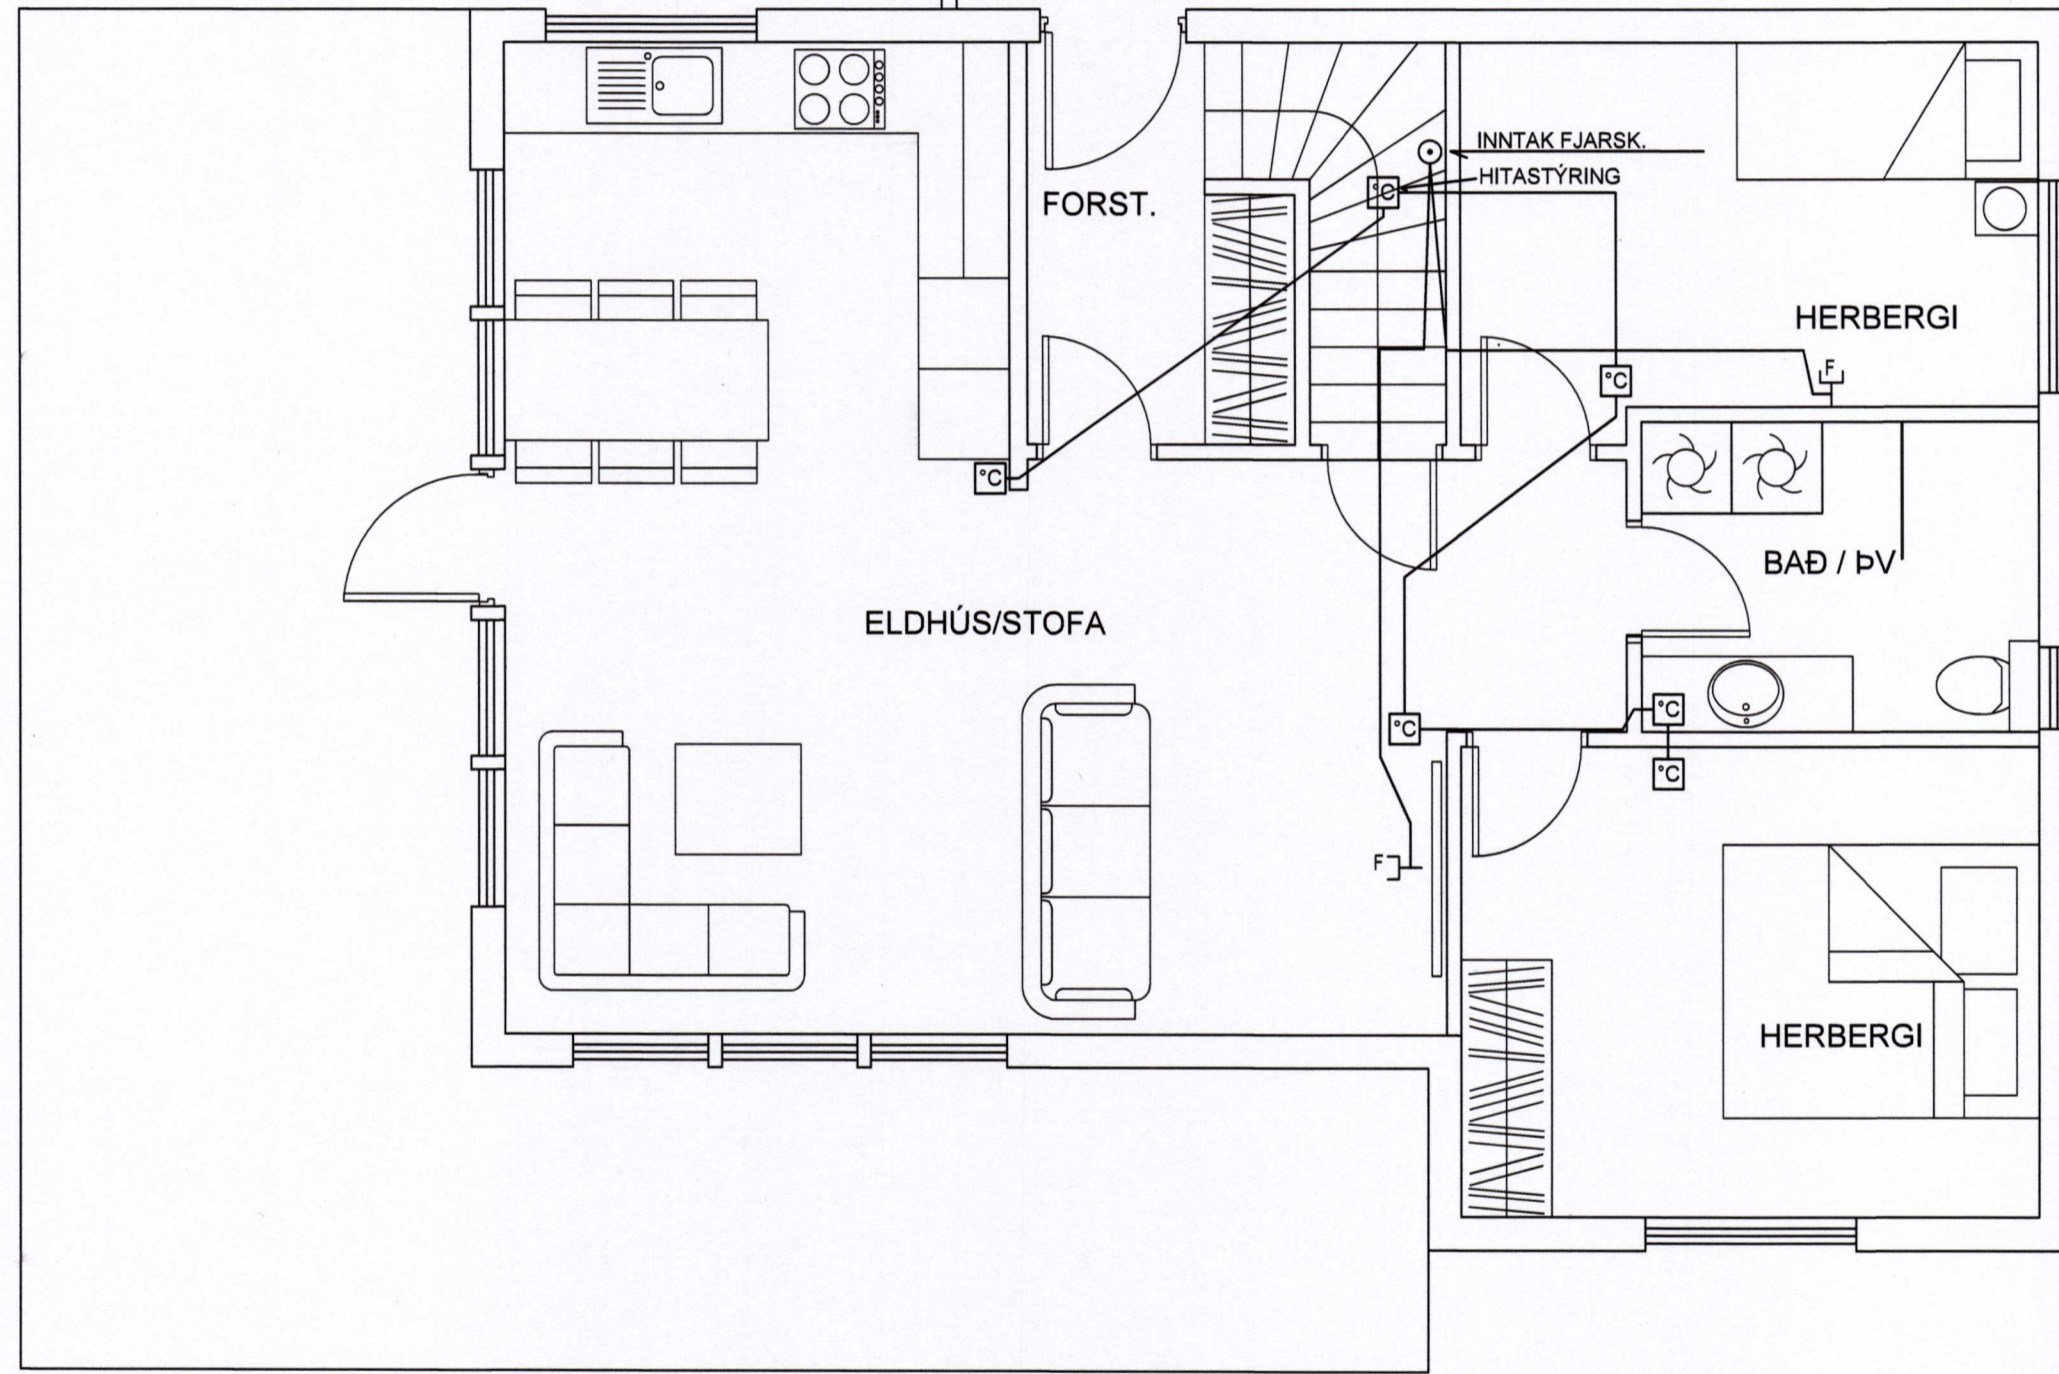 INNTAK FJARSK.
HITASTÝRING
°C
FORST.
HERBERGI
°C
F
°C
BAÐ / ÞV
ELDHÚS/STOFA
°C
°C
°C
F
HERBERGI